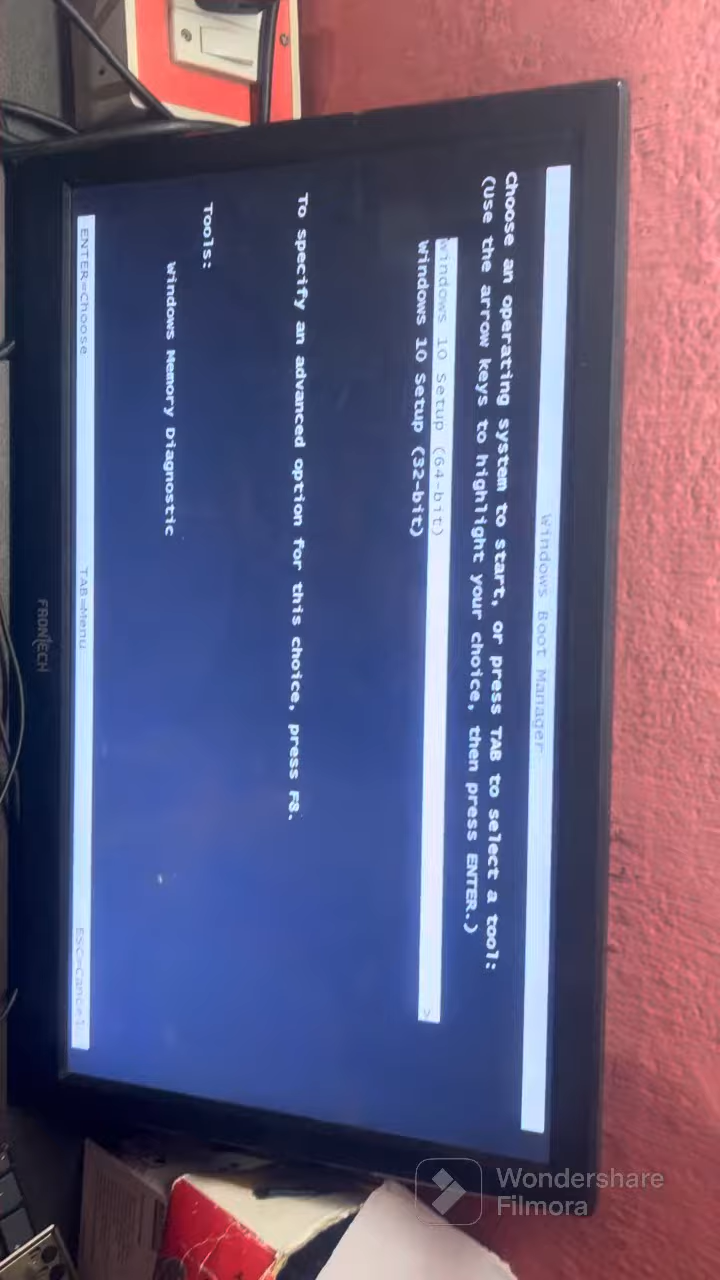 Windows Boot Manager
Choose an operating system to start, or press TAB to select a tool:
(Use the arrow keys to highlight your choice, then press ENTER.)
Windows 10 Setup (64-bit) >
Windows 10 Setup (32-bit)
To specify an advanced option for this choice, press F8.
Tools:
Windows Memory Diagnostic
ENTER=Choose TAB=Menu ESC=Cancel
FRONTECH
Wondershare
Filmora